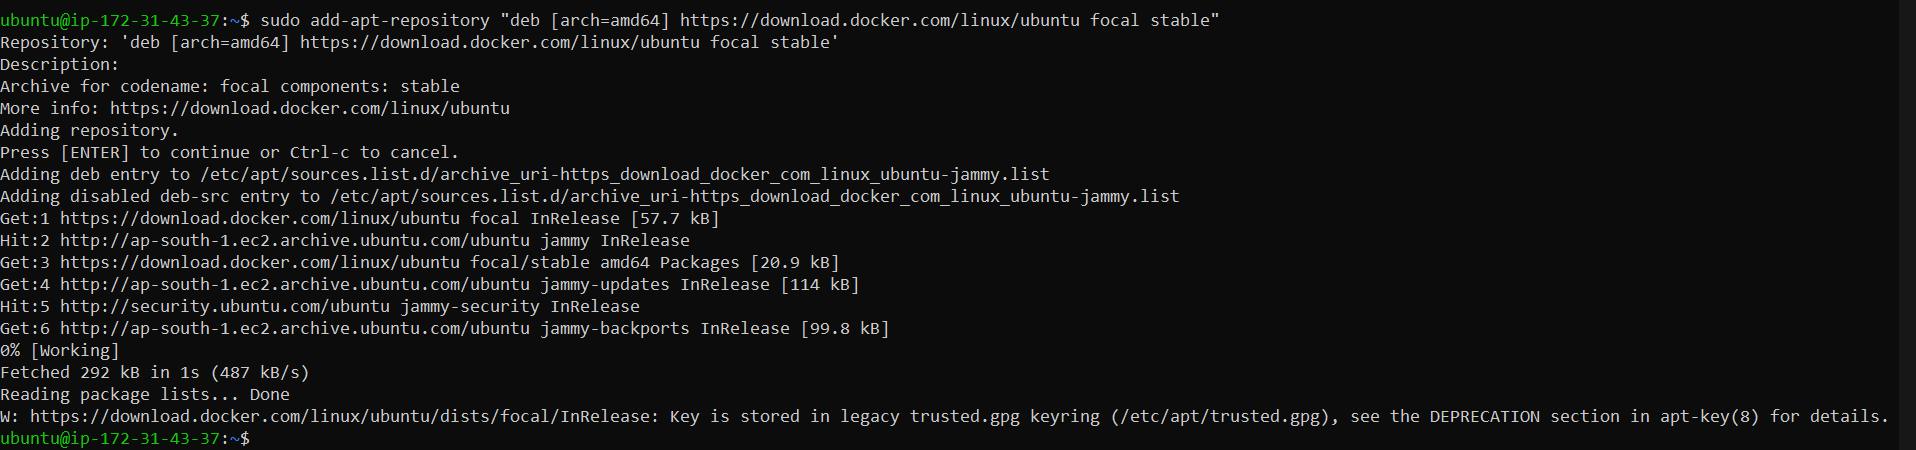 ubuntu@ip-172-31-43-37:~$ sudo add-apt-repository "deb [arch=amd64] https://download.docker.com/linux/ubuntu focal stable"
Repository: 'deb [arch=amd64] https://download.docker.com/linux/ubuntu focal stable'
Description:
Archive for codename: focal components: stable
More info: https://download.docker.com/linux/ubuntu
Adding repository.
Press [ENTER] to continue or Ctrl-c to cancel.
Adding deb entry to /etc/apt/sources.list.d/archive_uri-https_download_docker_com_linux_ubuntu-jammy.list
Adding disabled deb-src entry to /etc/apt/sources.list.d/archive_uri-https_download_docker_com_linux_ubuntu-jammy.list
Get:1 https://download.docker.com/linux/ubuntu focal InRelease [57.7 kB]
Hit:2 http://ap-south-1.ec2.archive.ubuntu.com/ubuntu jammy InRelease
Get:3 https://download.docker.com/linux/ubuntu focal/stable amd64 Packages [20.9 kB]
Get:4 http://ap-south-1.ec2.archive.ubuntu.com/ubuntu jammy-updates InRelease [114 kB]
Hit:5 http://security.ubuntu.com/ubuntu jammy-security InRelease
Get:6 http://ap-south-1.ec2.archive.ubuntu.com/ubuntu jammy-backports InRelease [99.8 kB]
0% [Working]
Fetched 292 kB in 1s (487 kB/s)
Reading package lists... Done
W: https://download.docker.com/linux/ubuntu/dists/focal/InRelease: Key is stored in legacy trusted.gpg keyring (/etc/apt/trusted.gpg), see the DEPRECATION section in apt-key(8) for details.
ubuntu@ip-172-31-43-37:~$